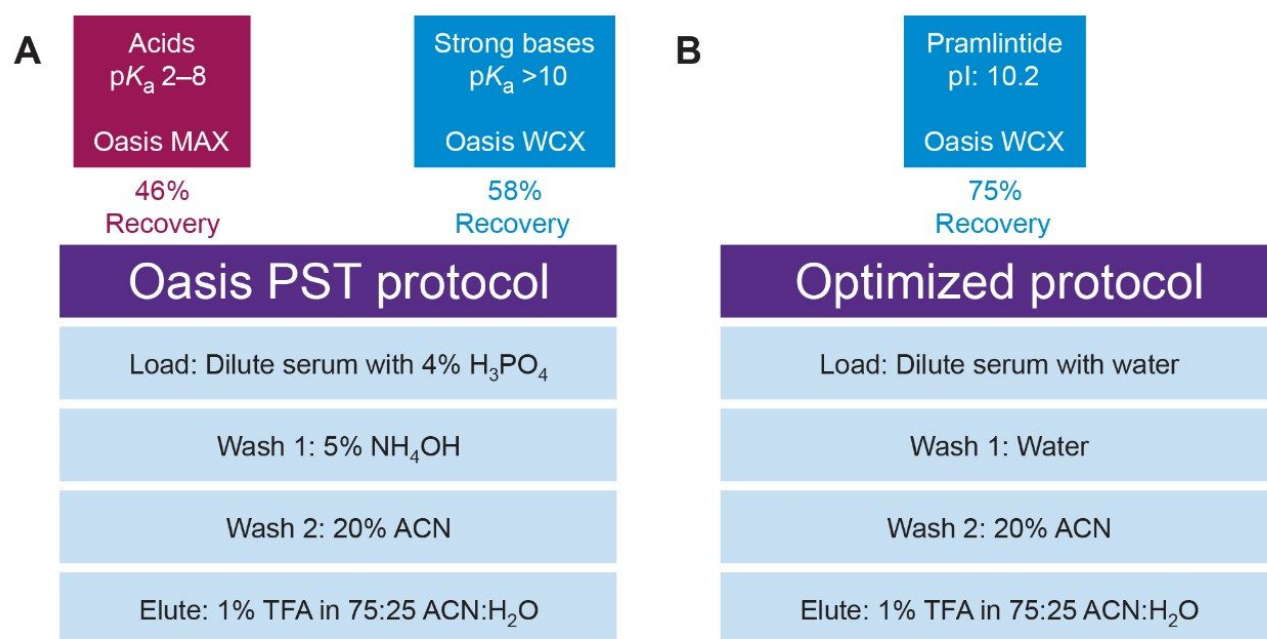 A
Acids
pKa 2–8
Oasis MAX
46%
Recovery
Strong bases
pKa >10
Oasis WCX
58%
Recovery
Oasis PST protocol
Load: Dilute serum with 4% H₃PO₄
Wash 1: 5% NH₄OH
Wash 2: 20% ACN
Elute: 1% TFA in 75:25 ACN:H₂O
B
Pramlintide
pI: 10.2
Oasis WCX
75%
Recovery
Optimized protocol
Load: Dilute serum with water
Wash 1: Water
Wash 2: 20% ACN
Elute: 1% TFA in 75:25 ACN:H₂O